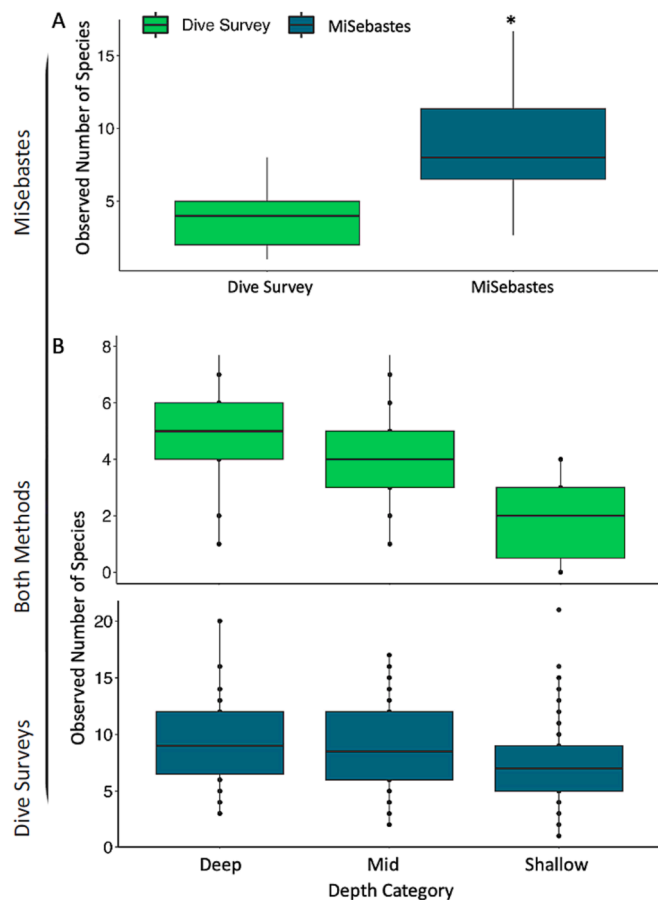 A
Dive Survey
MiSebastes
*
MiSebastes
Observed Number of Species
15
10
5
Dive Survey
MiSebastes
B
8
6
4
2
0
Both Methods
Observed Number of Species
20
15
10
5
0
Dive Surveys
Deep
Mid
Shallow
Depth Category